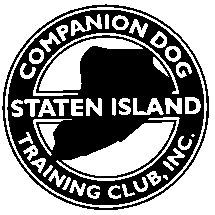 COMPANION DOG
STATEN ISLAND
TRAINING CLUB, INC.